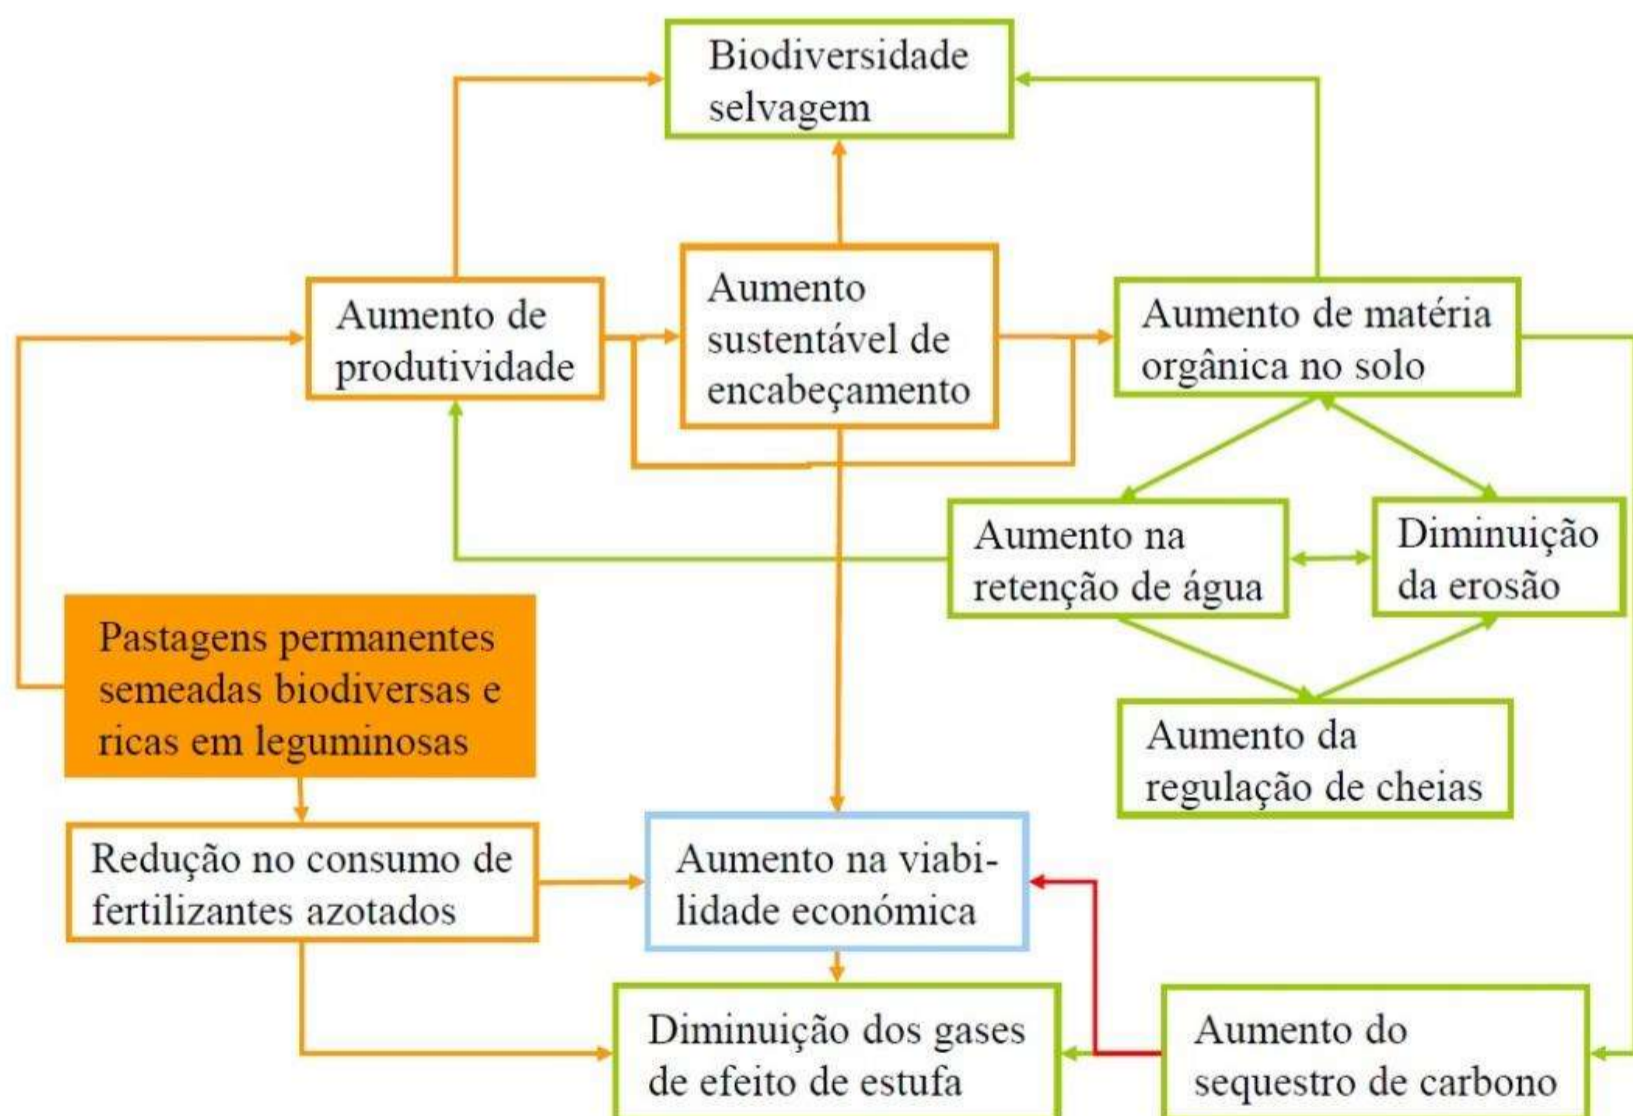 Biodiversidade
selvagem
Aumento de
produtividade
Aumento
sustentável de
encabeçamento
Aumento de matéria
orgânica no solo
Aumento na
retenção de água
Diminuição
da erosão
Pastagens permanentes
semeadas biodiversas e
ricas em leguminosas
Aumento da
regulação de cheias
Redução no consumo de
fertilizantes azotados
Aumento na viabi-
lidade económica
Diminuição dos gases
de efeito de estufa
Aumento do
sequestro de carbono